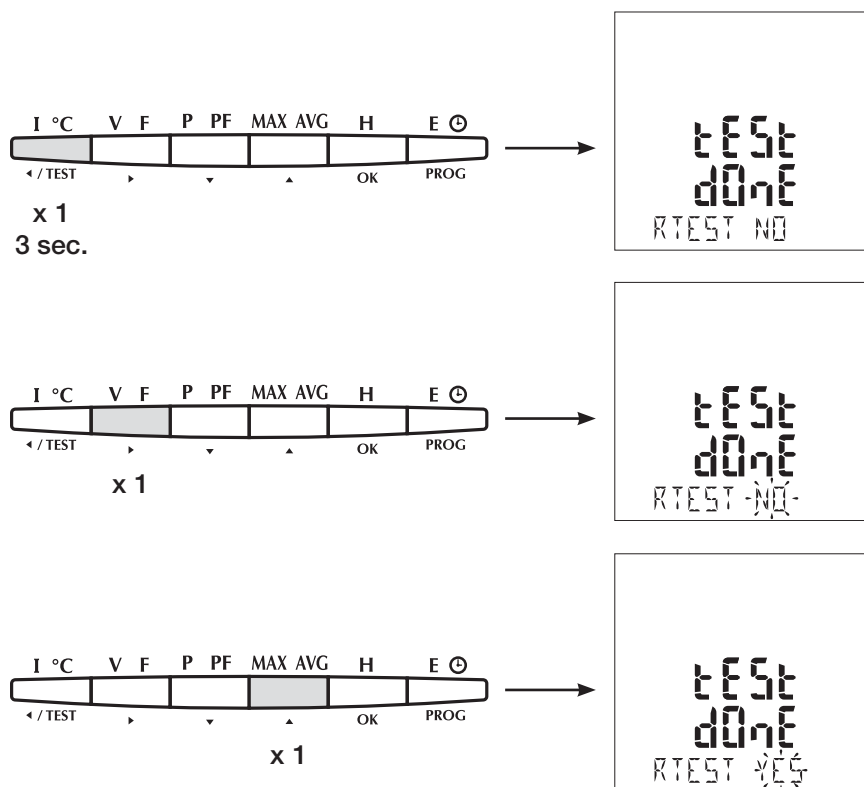 I °C V F P PF MAX AVG H E
/ TEST OK PROG
x 1
3 sec.
tESt
dOnE
RTEST NO
I °C V F P PF MAX AVG H E
/ TEST OK PROG
x 1
tESt
dOnE
RTEST NO
I °C V F P PF MAX AVG H E
/ TEST OK PROG
x 1
tESt
dOnE
RTEST YES